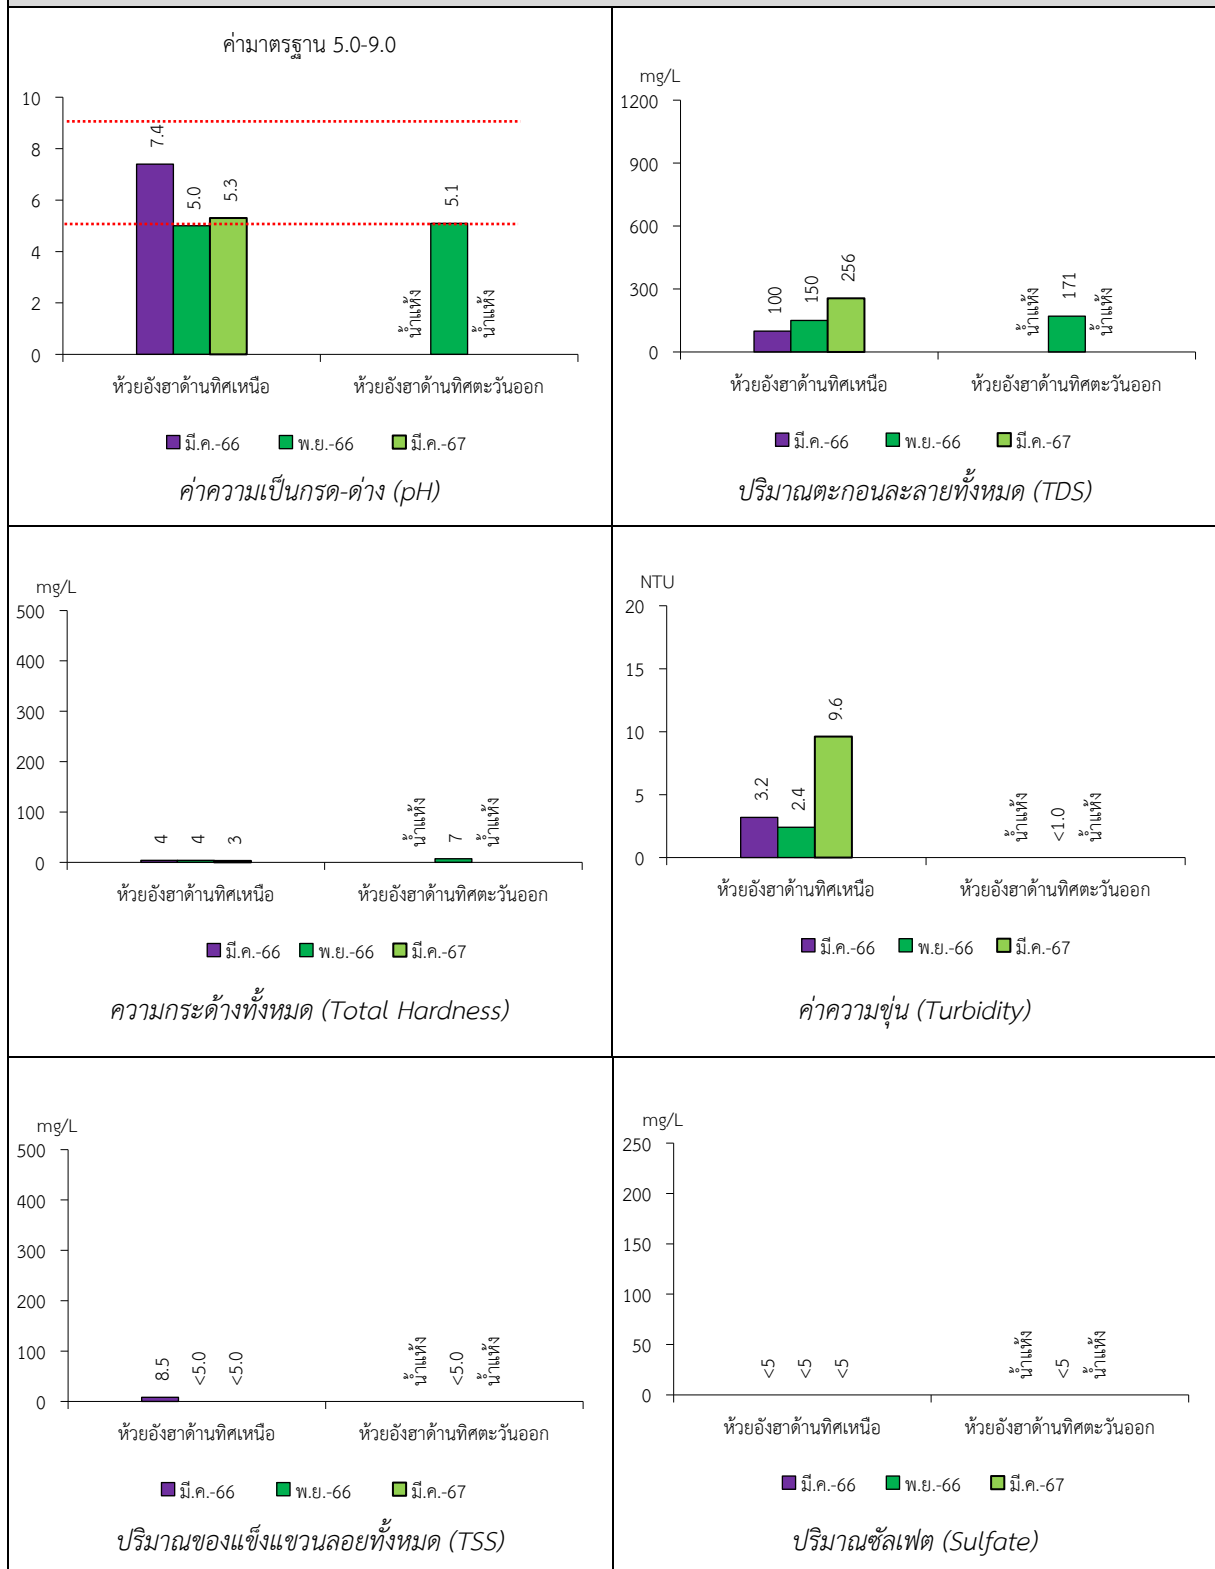 ค่ามาตรฐาน 5.0-9.0
10
8
6
4
2
0
7.4
5.0
5.3
น้ำแห้ง
5.1
น้ำแห้ง
ห้วยอังฮาด้านทิศเหนือ ห้วยอังฮาด้านทิศตะวันออก
มี.ค.-66 พ.ย.-66 มี.ค.-67
ค่าความเป็นกรด-ด่าง (pH)
mg/L
1200
900
600
300
0
100
150
256
น้ำแห้ง
171
น้ำแห้ง
ห้วยอังฮาด้านทิศเหนือ ห้วยอังฮาด้านทิศตะวันออก
มี.ค.-66 พ.ย.-66 มี.ค.-67
ปริมาณตะกอนละลายทั้งหมด (TDS)
mg/L
500
400
300
200
100
0
4
4
3
น้ำแห้ง
7
น้ำแห้ง
ห้วยอังฮาด้านทิศเหนือ ห้วยอังฮาด้านทิศตะวันออก
มี.ค.-66 พ.ย.-66 มี.ค.-67
ความกระด้างทั้งหมด (Total Hardness)
NTU
20
15
10
5
0
3.2
2.4
9.6
น้ำแห้ง
<1.0
น้ำแห้ง
ห้วยอังฮาด้านทิศเหนือ ห้วยอังฮาด้านทิศตะวันออก
มี.ค.-66 พ.ย.-66 มี.ค.-67
ค่าความขุ่น (Turbidity)
mg/L
500
400
300
200
100
0
8.5
<5.0
<5.0
น้ำแห้ง
<5.0
น้ำแห้ง
ห้วยอังฮาด้านทิศเหนือ ห้วยอังฮาด้านทิศตะวันออก
มี.ค.-66 พ.ย.-66 มี.ค.-67
ปริมาณของแข็งแขวนลอยทั้งหมด (TSS)
mg/L
250
200
150
100
50
0
<5
<5
<5
น้ำแห้ง
<5
น้ำแห้ง
ห้วยอังฮาด้านทิศเหนือ ห้วยอังฮาด้านทิศตะวันออก
มี.ค.-66 พ.ย.-66 มี.ค.-67
ปริมาณซัลเฟต (Sulfate)